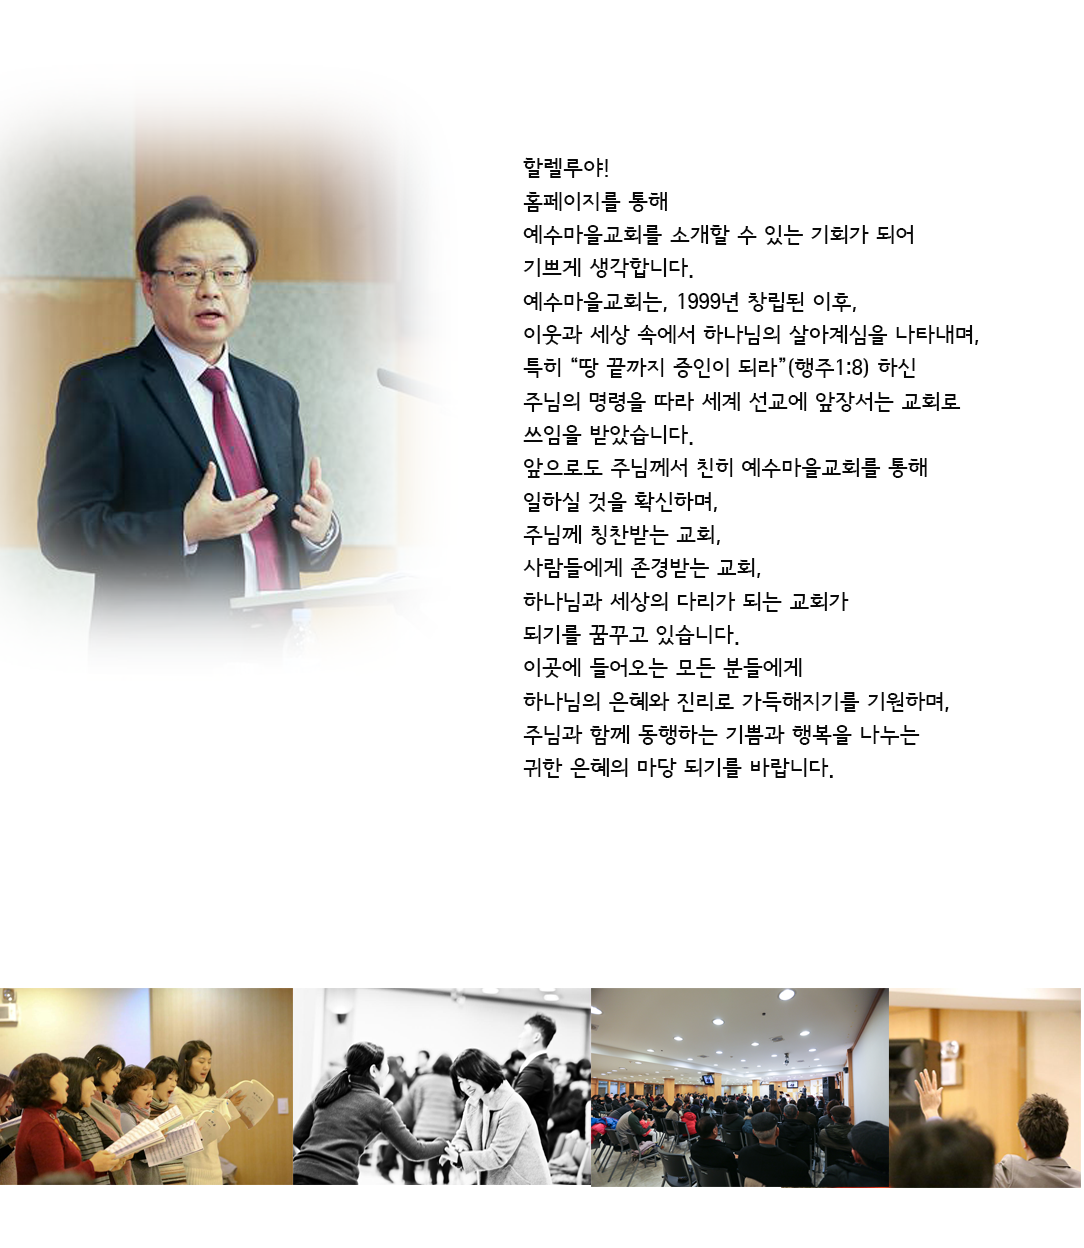 할렐루야!
홈페이지를 통해
예수마을교회를 소개할 수 있는 기회가 되어
기쁘게 생각합니다.
예수마을교회는, 1999년 창립된 이후,
이웃과 세상 속에서 하나님의 살아계심을 나타내며,
특히 “땅 끝까지 증인이 되라”(행주1:8) 하신
주님의 명령을 따라 세계 선교에 앞장서는 교회로
쓰임을 받았습니다.
앞으로도 주님께서 친히 예수마을교회를 통해
일하실 것을 확신하며,
주님께 칭찬받는 교회,
사람들에게 존경받는 교회,
하나님과 세상의 다리가 되는 교회가
되기를 꿈꾸고 있습니다.
이곳에 들어오는 모든 분들에게
하나님의 은혜와 진리로 가득해지기를 기원하며,
주님과 함께 동행하는 기쁨과 행복을 나누는
귀한 은혜의 마당 되기를 바랍니다.